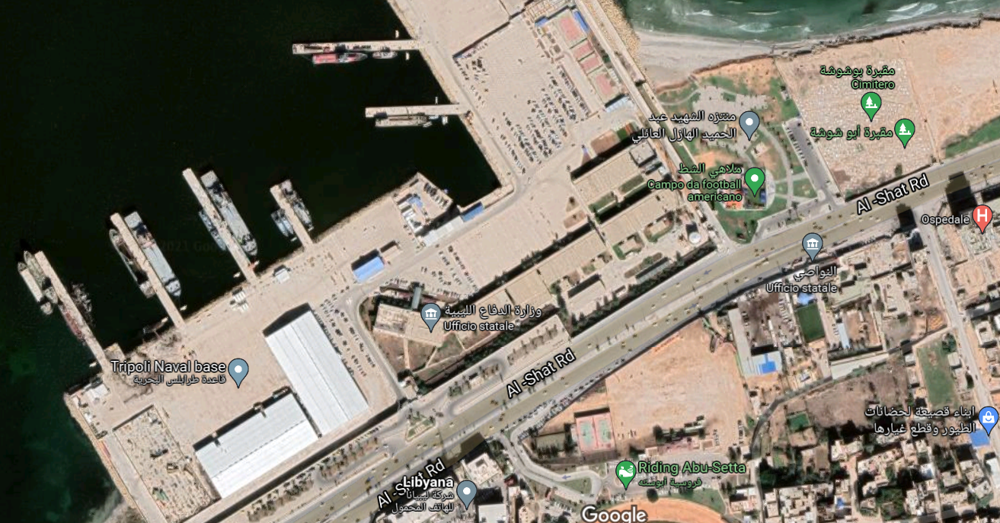 مقبرة بوشوشة
Cimitero
مقبرة أبو شوشة
منتزه الشهيد عبد
الحميد الهازل العائلي
ملاهي الشط
Campo da football
americano
Al -Shat Rd
Ospedale
النواصي
Ufficio statale
وزارة الدفاع الليبية
Ufficio statale
Al -Shat Rd
Tripoli Naval base
قاعدة طرابلس البحرية
ابناء قصيعة لحضانات
الطيور وقطع غيارها
Riding Abu-Setta
فروسية ابوسته
Al -Shat Rd
Libyana
شركة ليبيانا
للهاتف المحمول
Google